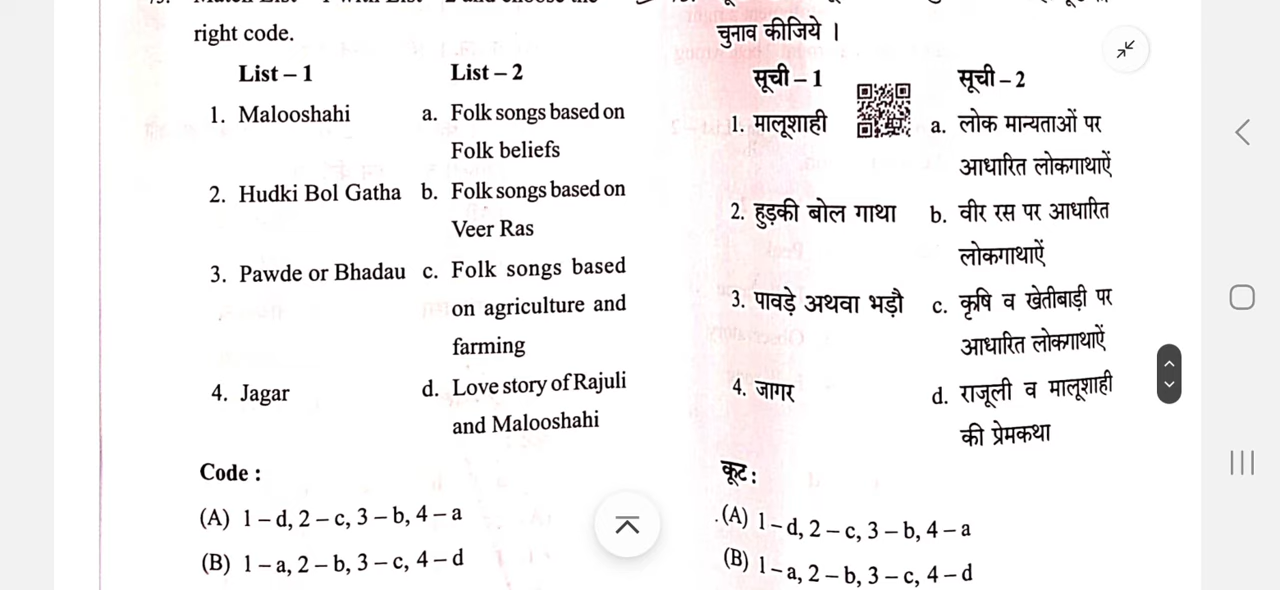 right code.
List – 1 List – 2
1. Malooshahi a. Folk songs based on
Folk beliefs
2. Hudki Bol Gatha b. Folk songs based on
Veer Ras
3. Pawde or Bhadau c. Folk songs based
on agriculture and
farming
4. Jagar d. Love story of Rajuli
and Malooshahi
Code :
(A) 1 – d, 2 – c, 3 – b, 4 – a
(B) 1 – a, 2 – b, 3 – c, 4 – d
चुनाव कीजिये ।
सूची – 1 सूची – 2
1. मालूशाही a. लोक मान्यताओं पर
आधारित लोकगाथाऐं
2. हुड़की बोल गाथा b. वीर रस पर आधारित
लोकगाथाऐं
3. पावड़े अथवा भड़ौ c. कृषि व खेतीबाड़ी पर
आधारित लोकगाथाऐं
4. जागर d. राजूली व मालूशाही
की प्रेमकथा
कूट :
(A) 1 – d, 2 – c, 3 – b, 4 – a
(B) 1 – a, 2 – b, 3 – c, 4 – d